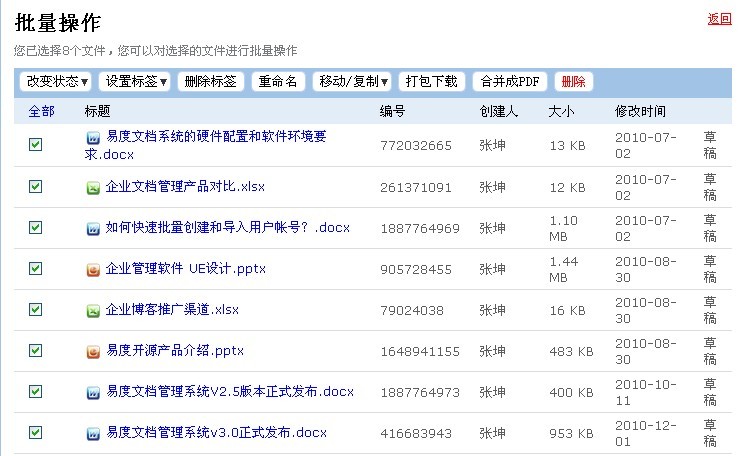 批量操作 返回
您已选择8个文件，您可以对选择的文件进行批量操作
改变状态▾ 设置标签▾ 删除标签 重命名 移动/复制▾ 打包下载 合并成PDF 删除
全部 标题 编号 创建人 大小 修改时间
易度文档系统的硬件配置和软件环境要 772032665 张坤 13 KB 2010-07- 草
求.docx 02 稿
企业文档管理产品对比.xlsx 261371091 张坤 12 KB 2010-07- 草
02 稿
如何快速批量创建和导入用户帐号？.docx 1887764969 张坤 1.10 2010-07- 草
MB 02 稿
企业管理软件 UE设计.pptx 905728455 张坤 1.44 2010-08- 草
MB 30 稿
企业博客推广渠道.xlsx 79024038 张坤 16 KB 2010-08- 草
30 稿
易度开源产品介绍.pptx 1648941155 张坤 483 KB 2010-08- 草
30 稿
易度文档管理系统V2.5版本正式发布.docx 1887764973 张坤 400 KB 2010-10- 草
11 稿
易度文档管理系统v3.0正式发布.docx 416683943 张坤 953 KB 2010-12- 草
01 稿